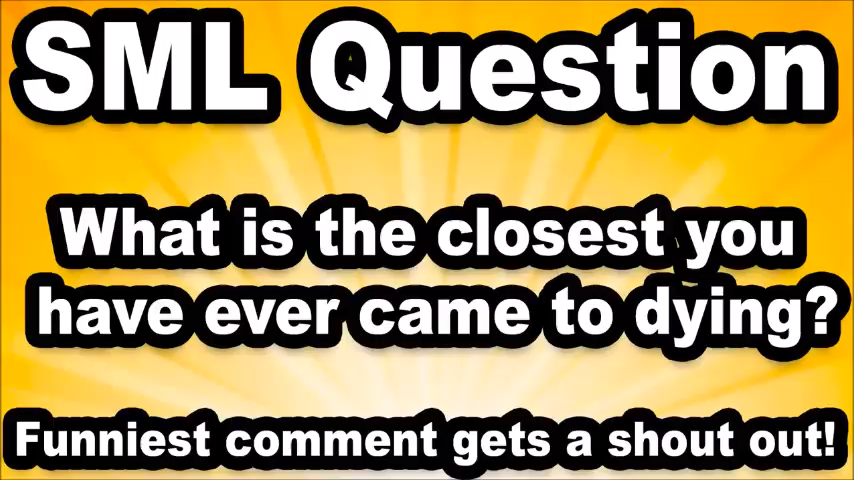 SML Question
What is the closest you
have ever came to dying?
Funniest comment gets a shout out!